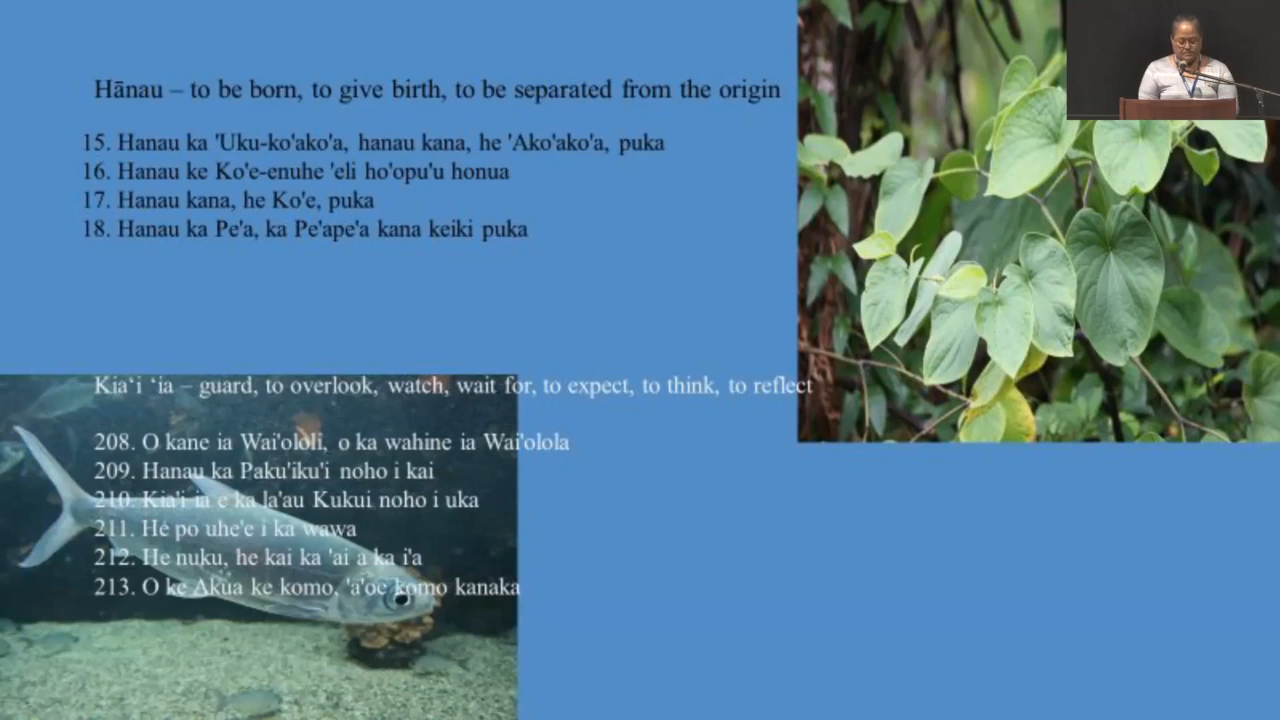 Hānau – to be born, to give birth, to be separated from the origin
15. Hanau ka 'Uku-ko'ako'a, hanau kana, he 'Ako'ako'a, puka
16. Hanau ke Ko'e-enuhe 'eli ho'opu'u honua
17. Hanau kana, he Ko'e, puka
18. Hanau ka Pe'a, ka Pe'ape'a kana keiki puka
Kia‘i ‘ia – guard, to overlook, watch, wait for, to expect, to think, to reflect
208. O kane ia Wai'ololi, o ka wahine ia Wai'olola
209. Hanau ka Paku'iku'i noho i kai
210. Kia'i ia e ka la'au Kukui noho i uka
211. He po uhe'e i ka wawa
212. He nuku, he kai ka 'ai a ka i'a
213. O ke Akua ke komo, 'a'oe komo kanaka